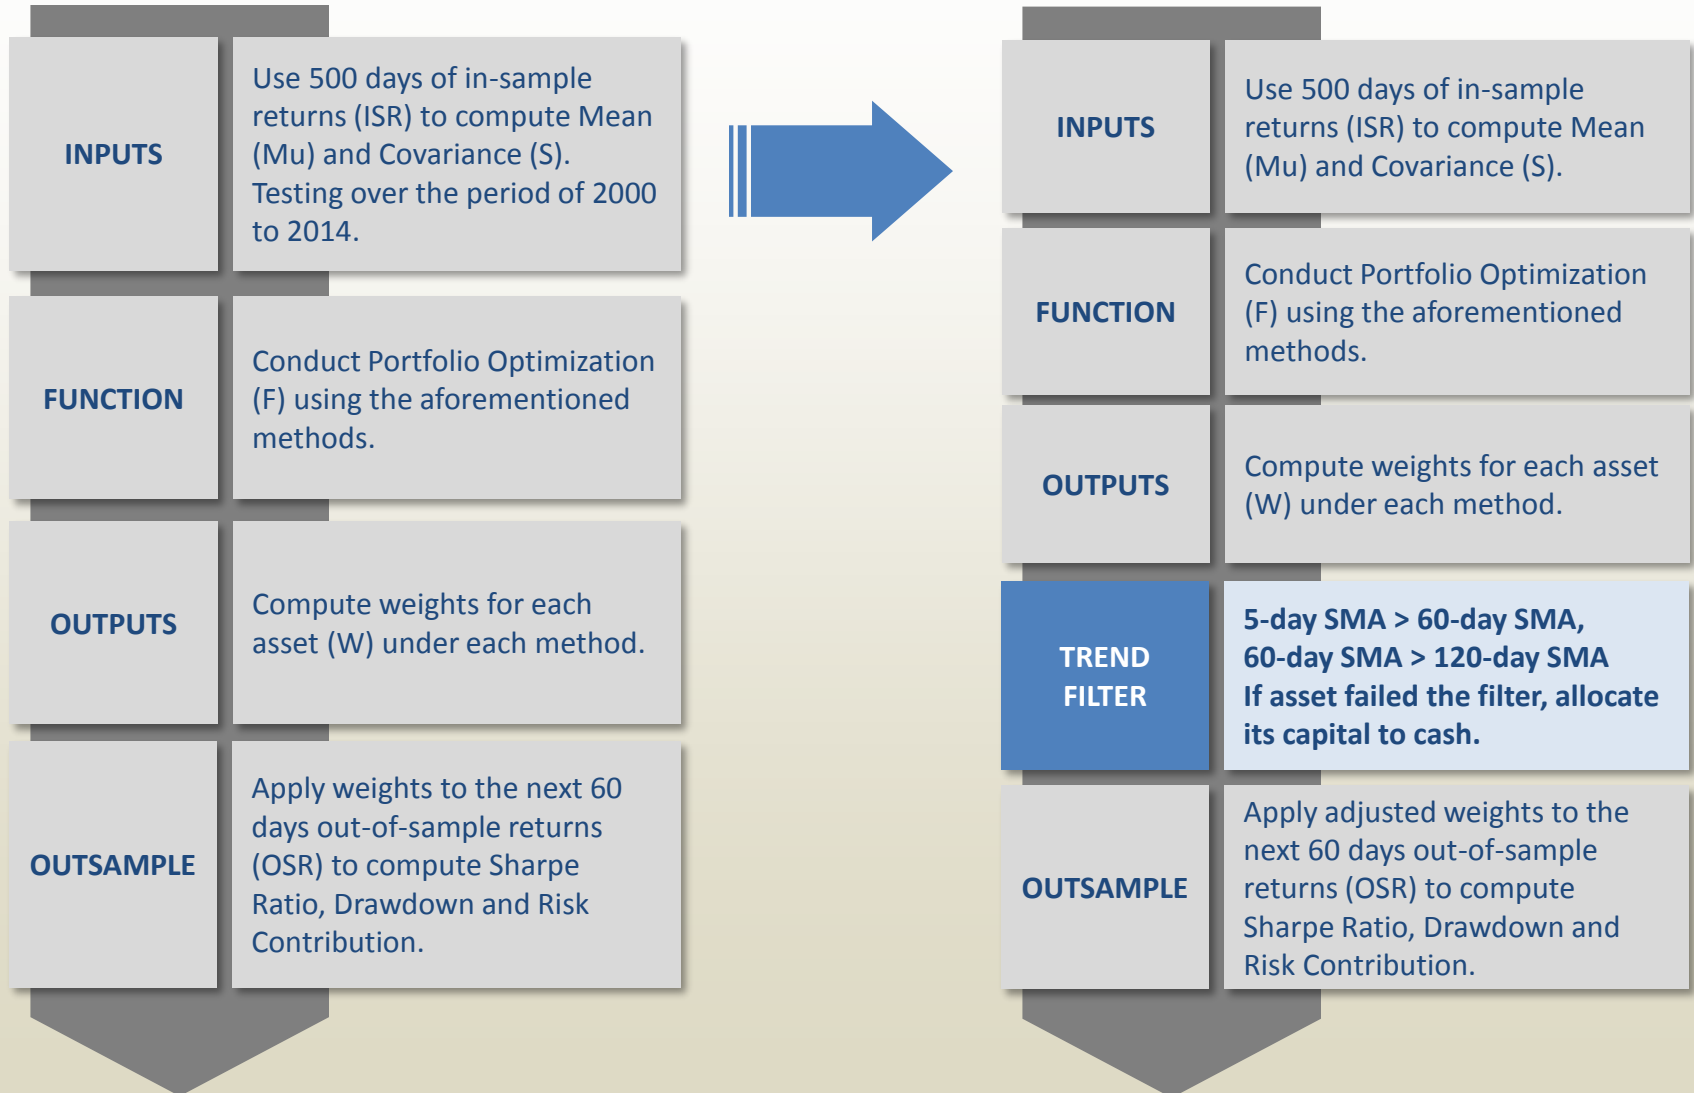 INPUTS
Use 500 days of in-sample
returns (ISR) to compute Mean
(Mu) and Covariance (S).
Testing over the period of 2000
to 2014.
FUNCTION
Conduct Portfolio Optimization
(F) using the aforementioned
methods.
OUTPUTS
Compute weights for each
asset (W) under each method.
OUTSAMPLE
Apply weights to the next 60
days out-of-sample returns
(OSR) to compute Sharpe
Ratio, Drawdown and Risk
Contribution.
INPUTS
Use 500 days of in-sample
returns (ISR) to compute Mean
(Mu) and Covariance (S).
FUNCTION
Conduct Portfolio Optimization
(F) using the aforementioned
methods.
OUTPUTS
Compute weights for each asset
(W) under each method.
TREND
FILTER
5-day SMA > 60-day SMA,
60-day SMA > 120-day SMA
If asset failed the filter, allocate
its capital to cash.
OUTSAMPLE
Apply adjusted weights to the
next 60 days out-of-sample
returns (OSR) to compute
Sharpe Ratio, Drawdown and
Risk Contribution.